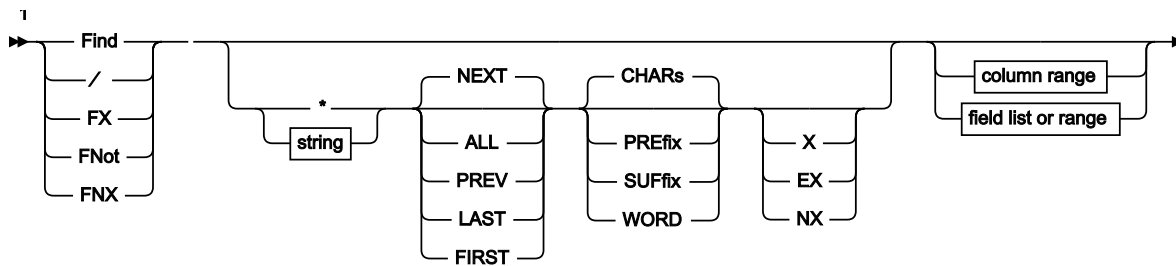 Find
/
FX
FNot
FNX
*
string
NEXT
ALL
PREV
LAST
FIRST
CHARs
PREfix
SUFfix
WORD
X
EX
NX
column range
field list or range